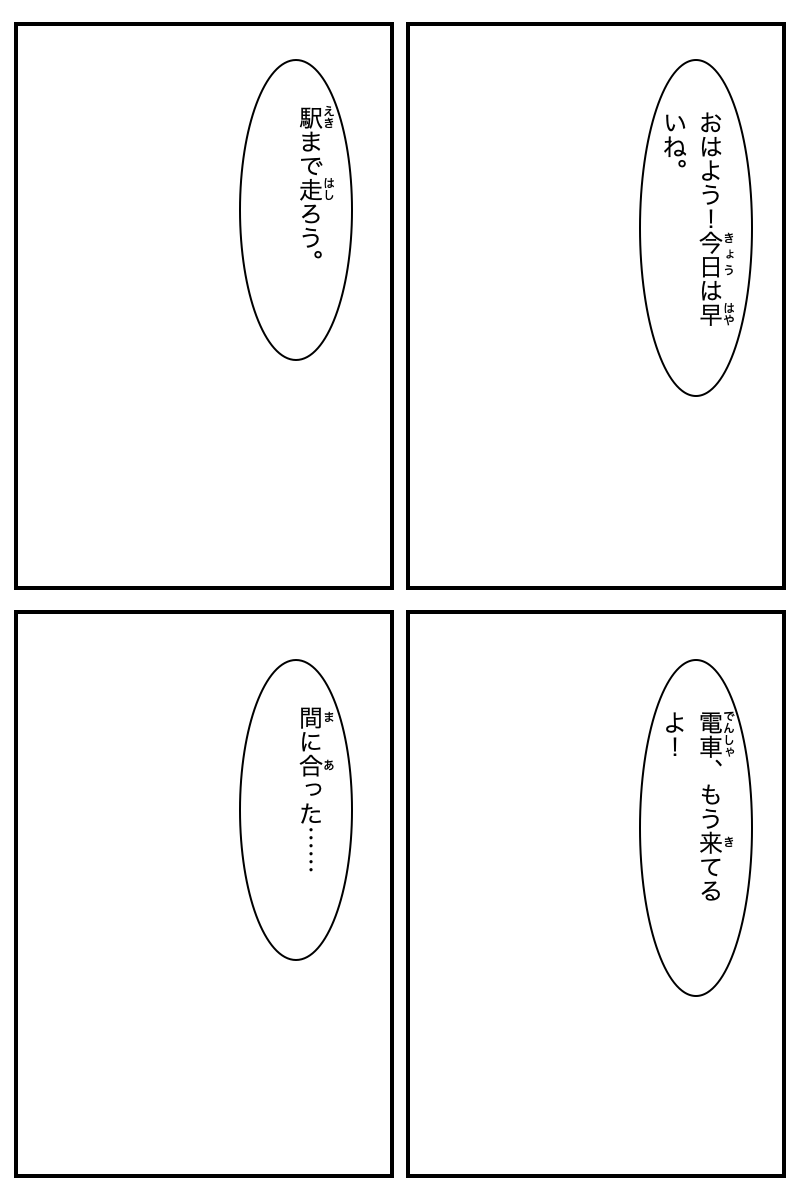 おはよう！今日は早
いね。
駅まで走ろう。
電車、もう来てる
よ！
間に合った……